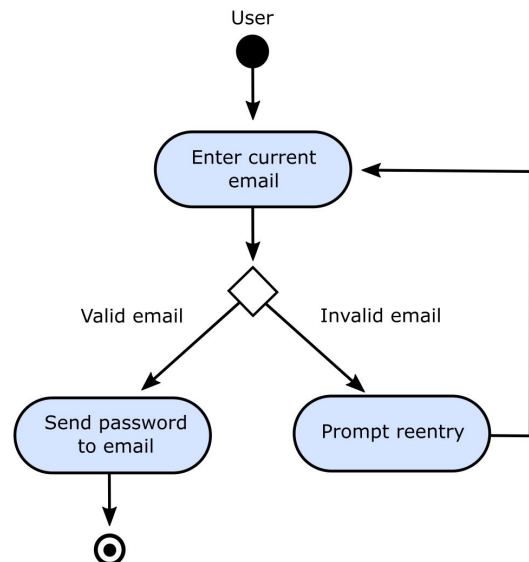 User
Enter current
email
Valid email
Invalid email
Send password
to email
Prompt reentry